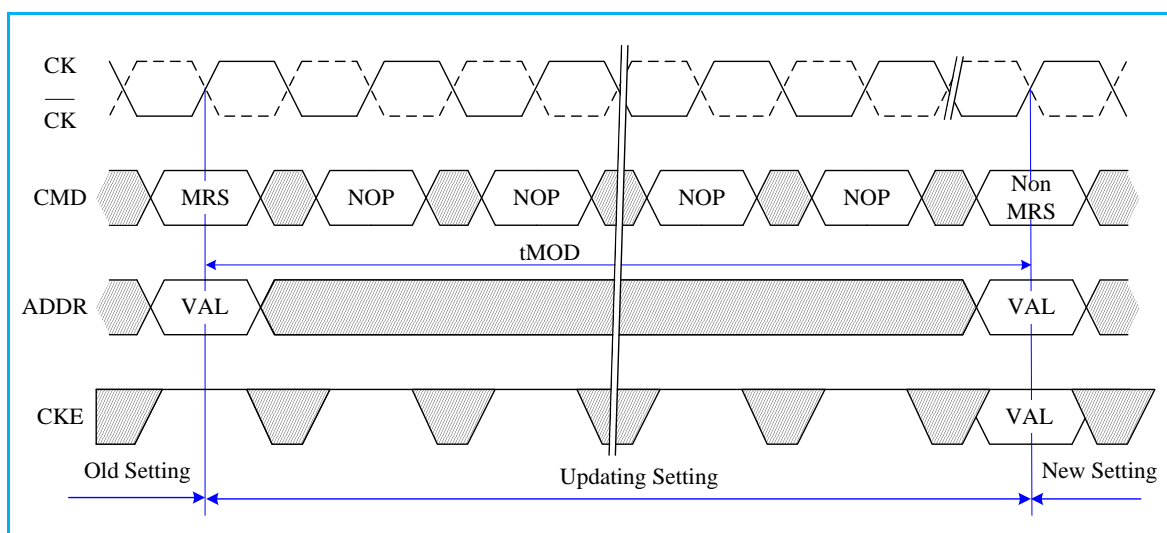 CK
CK
CMD
MRS
NOP
NOP
NOP
NOP
Non
MRS
tMOD
ADDR
VAL
VAL
CKE
VAL
Old Setting
Updating Setting
New Setting